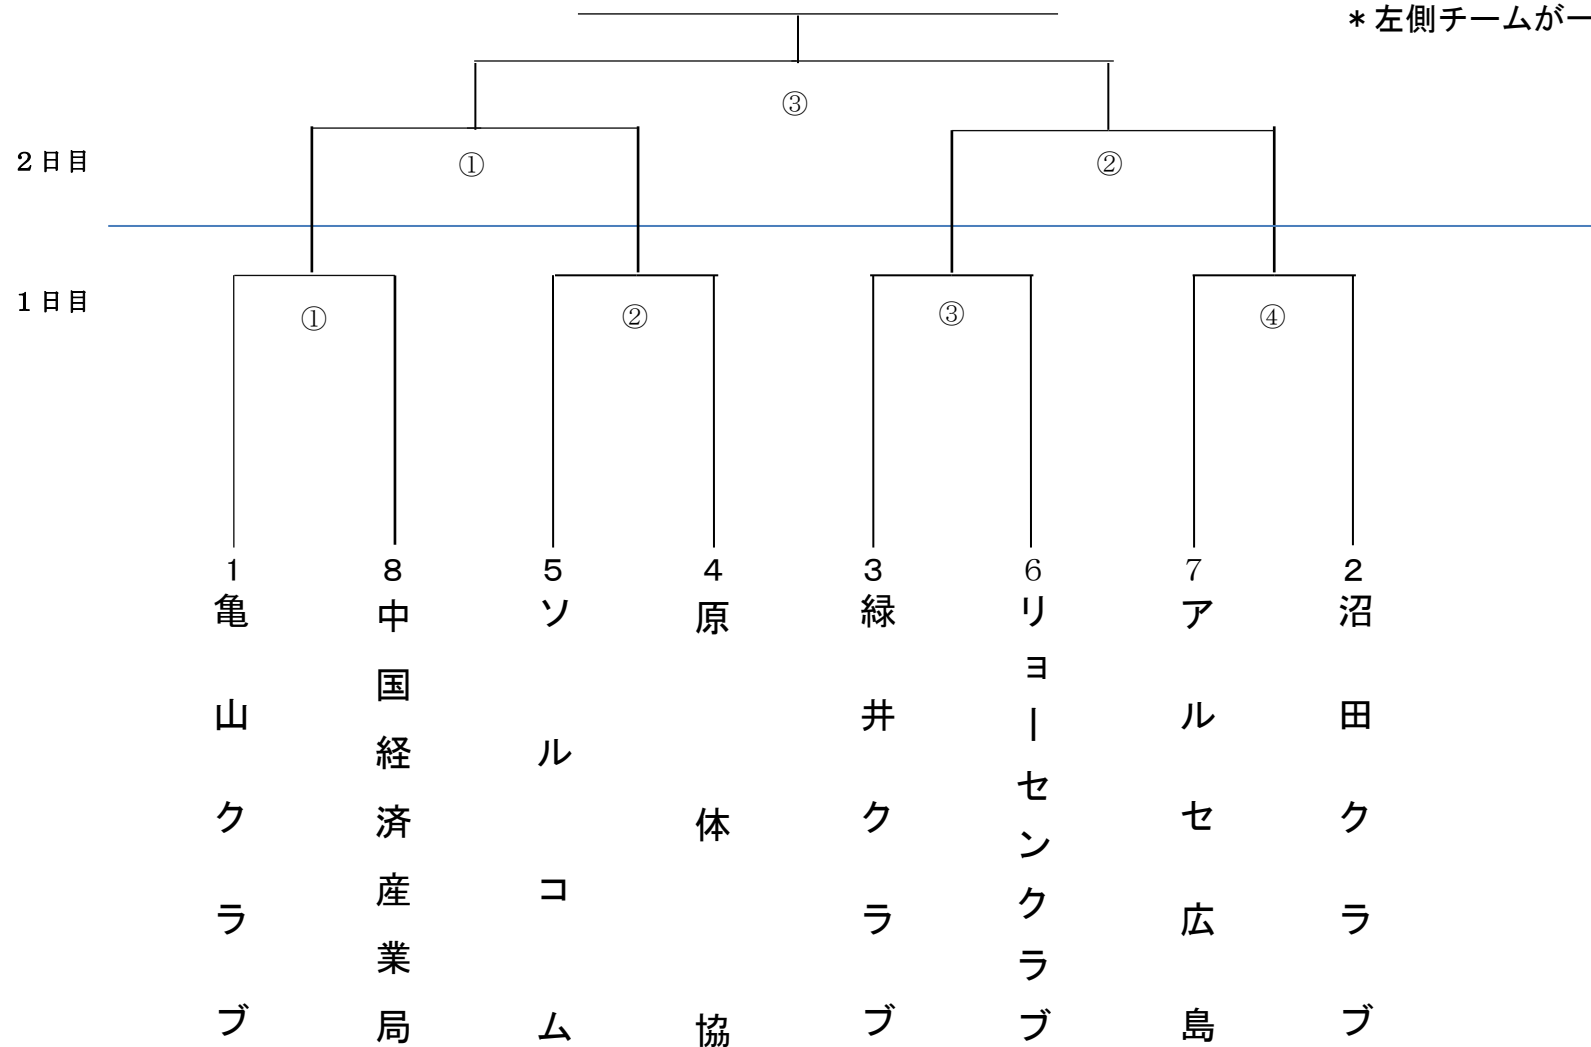 ＊左側チームが一
③
2日目
①
②
1日目
①
②
③
④
1
8
5
4
3
6
7
2
亀山クラブ
中国経済産業局
ソルコム
原体協
緑井クラブ
リョーセンクラブ
アルセ広島
沼田クラブ